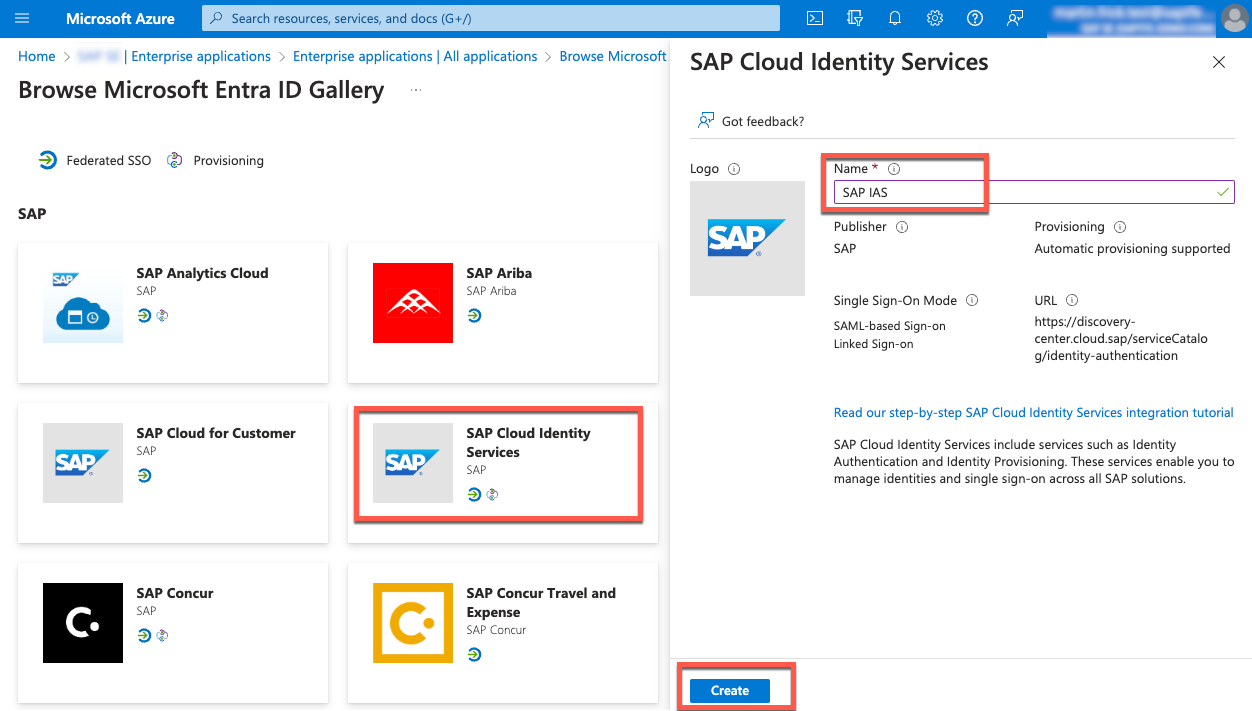 Microsoft Azure
Search resources, services, and docs (G+/)
Home > | Enterprise applications > Enterprise applications | All applications > Browse Microsoft
Browse Microsoft Entra ID Gallery ...
Federated SSO Provisioning
SAP
SAP
SAP Analytics Cloud
SAP
SAP Ariba
SAP Ariba
SAP
SAP Cloud for Customer
SAP
SAP
SAP Cloud Identity
Services
SAP
C.
SAP Concur
SAP
C.
SAP Concur Travel and
Expense
SAP Concur
SAP Cloud Identity Services
Got feedback?
Logo
SAP
Name *
SAP IAS
Publisher
SAP
Provisioning
Automatic provisioning supported
Single Sign-On Mode
SAML-based Sign-on
Linked Sign-on
URL
https://discovery-
center.cloud.sap/serviceCatalo
g/identity-authentication
Read our step-by-step SAP Cloud Identity Services integration tutorial
SAP Cloud Identity Services include services such as Identity
Authentication and Identity Provisioning. These services enable you to
manage identities and single sign-on across all SAP solutions.
Create